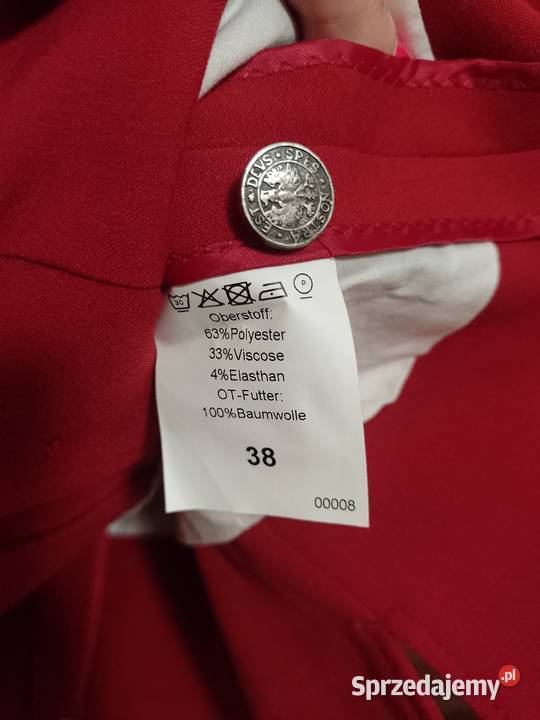 DEVS · SPES · NOSTRA · EST ·
30 P
Oberstoff:
63%Polyester
33%Viscose
4%Elasthan
OT-Futter:
100%Baumwolle
38
00008
Sprzedajemy.pl